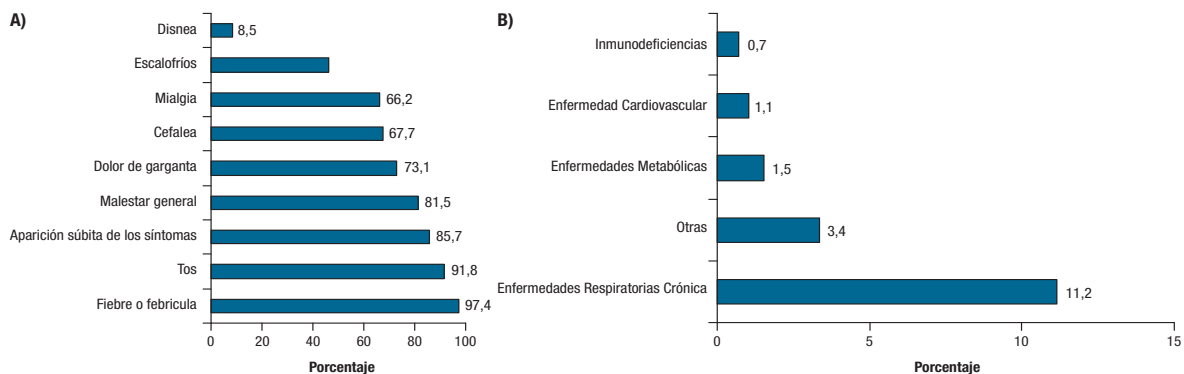 A)
Disnea
8,5
Escalofríos
Mialgia
66,2
Cefalea
67,7
Dolor de garganta
73,1
Malestar general
81,5
Aparición súbita de los síntomas
85,7
Tos
91,8
Fiebre o febricula
97,4
0 20 40 60 80 100
Porcentaje
B)
Inmunodeficiencias
0,7
Enfermedad Cardiovascular
1,1
Enfermedades Metabólicas
1,5
Otras
3,4
Enfermedades Respiratorias Crónica
11,2
0 5 10 15
Porcentaje